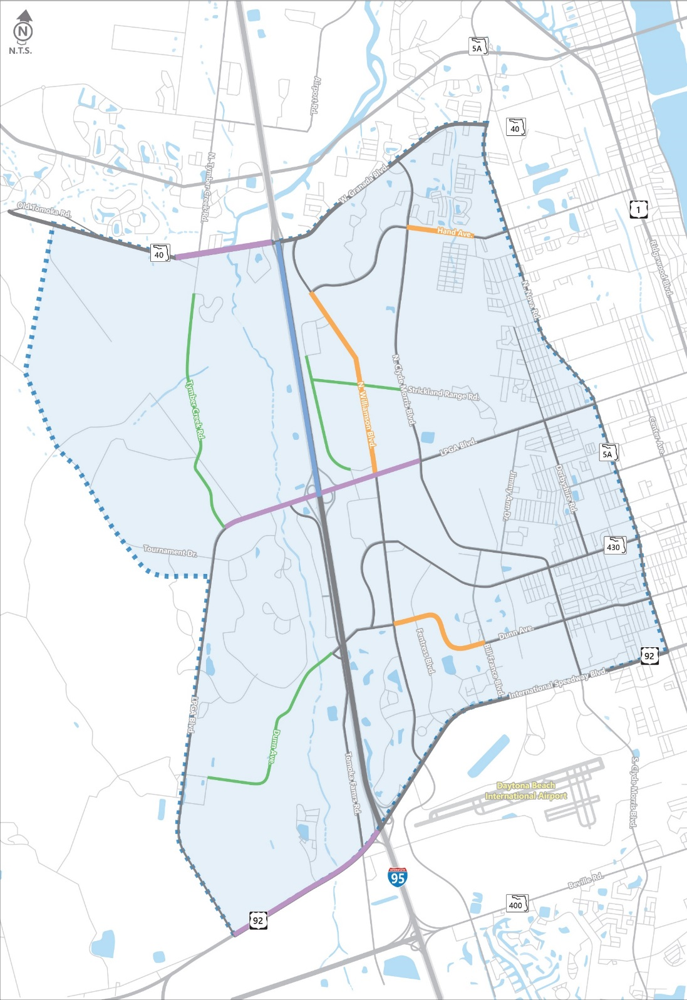 N
N.T.S.
5A
Airport Rd.
40
N. Tymber Creek Rd.
W. Granada Blvd.
Old Tomoka Rd.
1
Hand Ave.
40
Ridgewood Blvd.
N. Nova Rd.
Tymber Creek Rd.
N. Williamson Blvd.
N. Clyde Morris Blvd.
Strickland Range Rd.
Center Ave.
LPGA Blvd.
5A
Derbyshire Rd.
Jimmy Ann Dr.
430
Tournament Dr.
Dunn Ave.
Fentress Blvd.
Bill France Blvd.
92
International Speedway Blvd.
LPGA Blvd.
Dunn Ave.
Tomoka Famrs Rd.
S. Clyde Morris Blvd.
Daytona Beach
International Airport
INTERSTATE
95
Beville Rd.
400
92